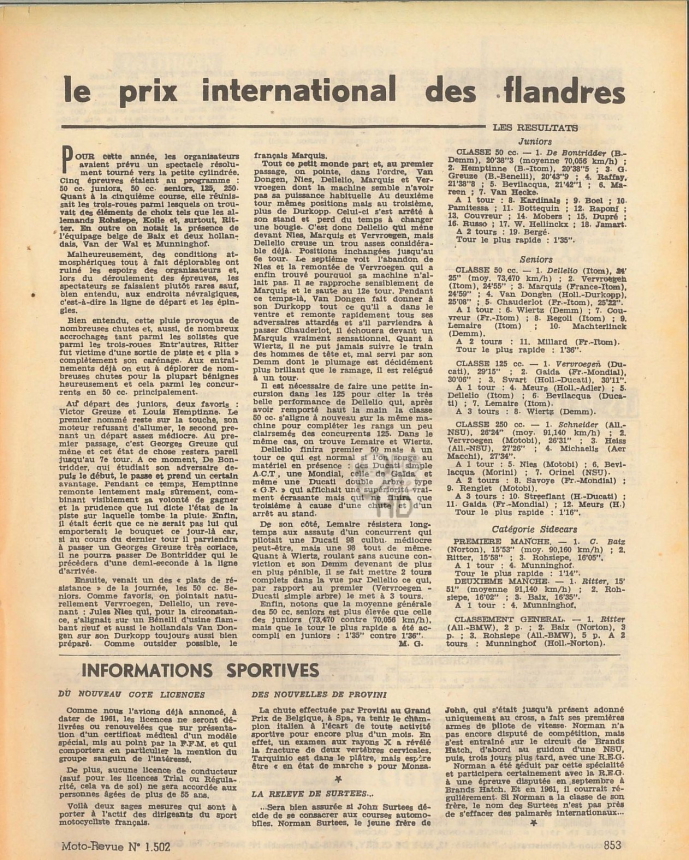 le prix international des flandres
POUR cette année, les organisateurs
avaient prévu un spectacle résolu-
ment tourné vers la petite cylindrée.
Cinq épreuves étaient au programme :
50 cc. juniors, 50 cc. seniors, 125, 250.
Quant à la cinquième course, elle réunis-
sait les trois-roues parmi lesquels on trou-
vait des éléments de choix tels que les al-
lemands Rohsiepe, Kolle et, surtout, Rit-
ter. En outre on notait la présence de
l'équipage belge de Baix et deux hollan-
dais, Van der Wal et Munninghof.
Malheureusement, des conditions at-
mosphériques tout à fait déplorables ont
ruiné les espoirs des organisateurs et,
lors du déroulement des épreuves, les
spectateurs se faisaient plutôt rares sauf,
bien entendu, aux endroits névralgiques,
c'est-à-dire la ligne de départ et les épin-
gles.
Bien entendu, cette pluie provoqua de
nombreuses chutes et, aussi, de nombreux
accrochages tant parmi les solistes que
parmi les trois-roues. Entr'autres, Ritter
fut victime d'une sortie de piste et « plia »
complètement son carénage. Aux entraî-
nements déjà on eut à déplorer de nom-
breuses chutes pour la plupart bénignes
heureusement et cela parmi les concur-
rents en 50 cc. principalement.
Au départ des juniors, deux favoris :
Victor Greuse et Louis Hemptinne. Le
premier nommé reste sur la touche, son
moteur refusant d'allumer, le second pre-
nant un départ assez médiocre. Au pre-
mier passage, c'est Georges Greuse qui
mène et cet état de chose restera pareil
jusqu'au 7e tour. A ce moment, De Bon-
tridder, qui étudiait son adversaire de-
puis le début, le passe et prend un certain
avantage. Pendant ce temps, Hemptinne
remonte lentement mais sûrement, com-
binant visiblement sa volonté de gagner
et la prudence que lui dicte l'état de la
piste sur laquelle tombe la pluie. Enfin,
il était écrit que ce ne serait pas lui qui
emporterait le bouquet ce jour-là car,
si au cours du dernier tour il parviendra
à passer un Georges Greuse très coriace,
il ne pourra passer De Bontridder qui le
précédera d'une demi-seconde à la ligne
d'arrivée.
Ensuite, venait un des « plats de ré-
sistance » de la journée, les 50 cc. Se-
niors. Comme favoris, on pointait natu-
rellement Vervroegen, Dellelio, un reve-
nant : Jules Nies qui, pour la circonstan-
ce, s'alignait sur un Bénelli d'usine flam-
bant neuf et aussi le hollandais Van Don-
gen sur son Durkopp toujours aussi bien
préparé. Comme outsider possible, le
français Marquis.
Tout ce petit monde part et, au premier
passage, on pointe, dans l'ordre, Van
Dongen, Nies, Dellelio, Marquis et Ver-
vroegen dont la machine semble n'avoir
pas sa puissance habituelle. Au deuxième
tour mêmes positions mais au troisième,
plus de Durkopp. Celui-ci s'est arrêté à
son stand et perd du temps à changer
une bougie. C'est donc Dellelio qui mène
devant Nies, Marquis et Vervroegen, mais
Dellelio creuse un trou assez considéra-
ble déjà. Positions inchangées jusqu'au
6e tour. Le septième voit l'abandon de
Nies et la remontée de Vervroegen qui a
enfin trouvé pourquoi sa machine n'al-
lait pas. Il se rapproche sensiblement de
Marquis et le saute au 12e tour. Pendant
ce temps-là, Van Dongen fait donner à
son Durkopp tout ce qu'il a dans le
ventre et remonte rapidement tous ses
adversaires attardés et s'il parvient à
passer Chauderlot, il échouera devant un
Marquis vraiment sensationnel. Quant à
Wiertz, il ne put jamais suivre le train
des hommes de tête et, mal servi par son
Demm dont le plumage est décidément
plus brillant que le ramage, il est relégué
à un tour.
Il est nécessaire de faire une petite in-
cursion dans les 125 pour citer la très
belle performance de Dellelio qui, après
avoir remporté haut la main la classe
50 cc. s'aligne à nouveau sur la même ma-
chine pour compléter les rangs un peu
clairsemés des concurrents 125. Dans le
même cas, on trouve Lemaire et Wiertz.
Dellelio finira premier 50 mais à un
tour ce qui est normal si l'on songe au
matériel en présence : des Ducati simple
A.C.T., une Mondial, celle de Gaida, et
même une Ducati double arbre type
« G.P. » qui affichait une supériorité vrai-
ment écrasante mais qui ne finira que
troisième à cause d'une chute et d'un
arrêt au stand.
De son côté, Lemaire résistera long-
temps aux assauts d'un concurrent qui
pilotait une Ducati 98 culbu. médiocre
peut-être, mais une 98 tout de même.
Quant à Wiertz, roulant sans aucune con-
viction et son Demm devenant de plus
en plus pénible, il se fait mettre 2 tours
complets dans la vue par Dellelio ce qui,
par rapport au premier (Vervroegen -
Ducati simple arbre) le met à 3 tours.
Enfin, notons que la moyenne générale
des 50 cc. seniors est plus élevée que celle
des juniors (73,470 contre 70,056 km/h),
mais que le tour le plus rapide a été ac-
compli en juniors : 1'35" contre 1'36".
M. G.
LES RESULTATS
Juniors
CLASSE 50 cc. — 1. De Bontridder (B.-
Demm), 20'38"3 (moyenne 70,056 km/h) ;
2. Hemptinne (B.-Itom), 20'38"5 ; 3. G.
Greuse (B.-Benelli), 20'43"9 ; 4. Raffay,
21'38"8 ; 5. Bevilacqua, 21'42"1 ; 6. Ma-
reen ; 7. Van Hecke.
A 1 tour : 8. Kardinals ; 9. Boel ; 10.
Panitessa ; 11. Bottequin ; 12. Raponi ;
13. Couvreur ; 14. Mobers ; 15. Dupré ;
16. Russo ; 17. W. Hellinckx ; 18. Jamart.
A 2 tours : 19. Bergé.
Tour le plus rapide : 1'35".
Seniors
CLASSE 50 cc. — 1. Dellelio (Itom), 24'
25" (moy. 73,470 km/h) ; 2. Vervroegen
(Itom), 24'55" ; 3. Marquis (France-Itom),
24'59" ; 4. Van Dongen (Holl.-Durkopp),
25'08" ; 5. Chauderlot (Fr.-Itom), 25'22".
A 1 tour : 6. Wiertz (Demm) ; 7. Cou-
vreur (Fr.-Itom) ; 8. Regoli (Itom) ; 9.
Lemaire (Itom) ; 10. Machterlinck
(Demm).
A 2 tours : 11. Millard (Fr.-Itom).
Tour le plus rapide : 1'36".
CLASSE 125 cc. — 1. Vervroegen (Du-
cati), 29'15" ; 2. Gaida (Fr.-Mondial),
30'06" ; 3. Swart (Holl.-Ducati), 30'11".
A 1 tour : 4. Meurs (Holl.-Adler) ; 5.
Dellelio (Itom) ; 6. Bevilacqua (Duca-
ti) ; 7. Lemaire (Itom).
A 3 tours : 8. Wiertz (Demm).
CLASSE 250 cc. — 1. Schneider (All.-
NSU), 26'24" (moy. 91,140 km/h) ; 2.
Vervroegen (Motobi), 26'31" ; 3. Heiss
(All.-NSU), 27'26" ; 4. Michaelis (Aer
Macchi), 27'34".
A 1 tour : 5. Nies (Motobi) ; 6. Bevi-
lacqua (Morini) ; 7. Orinel (NSU).
A 2 tours : 8. Savoye (Fr.-Mondial) ;
9. Renglet (Motobi).
A 3 tours : 10. Streeflant (H.-Ducati) ;
11. Gaida (Fr.-Mondial) ; 12. Meurs (H.)
Tour le plus rapide : 1'16".
Catégorie Sidecars
PREMIERE MANCHE. — 1. C. Baix
(Norton), 15'53" (moy. 90,160 km/h) ; 2.
Ritter, 15'58" ; 3. Rohsiepe, 16'05".
A 1 tour : 4. Munninghof.
Tour le plus rapide : 1'14".
DEUXIEME MANCHE. — 1. Ritter, 15'
51" (moyenne 91,140 km/h) ; 2. Roh-
siepe, 16'02" ; 3. Baix, 16'35".
A 1 tour : 4. Munninghof.
CLASSEMENT GENERAL. — 1. Ritter
(All.-BMW), 2 p. ; 2. Baix (Norton), 3
p. ; 3. Rohsiepe (All.-BMW), 5 p. A 2
tours : Munninghof (Holl.-Norton).
INFORMATIONS SPORTIVES
DU NOUVEAU COTE LICENCES
Comme nous l'avions déjà annoncé, à
dater de 1961, les licences ne seront dé-
livrées ou renouvelées que sur présenta-
tion d'un certificat médical d'un modèle
spécial, mis au point par la F.F.M. et qui
comportera en particulier la mention du
groupe sanguin de l'intéressé.
De plus, aucune licence de conducteur
(sauf pour les licences Trial ou Régula-
rité, cela va de soi) ne sera accordée aux
personnes âgées de plus de 55 ans.
Voilà deux sages mesures qui sont à
porter à l'actif des dirigeants du sport
motocycliste français.
DES NOUVELLES DE PROVINI
La chute effectuée par Provini au Grand
Prix de Belgique, à Spa, va tenir le cham-
pion italien à l'écart de toute activité
sportive pour encore plus d'un mois. En
effet, un examen aux rayons X a révélé
la fracture de deux vertèbres cervicales.
Tarquinio est dans le plâtre, mais espère
être « en état de marche » pour Monza.
LA RELEVE DE SURTEES...
...Sera bien assurée si John Surtees dé-
cide de se consacrer aux courses automo-
biles. Norman Surtees, le jeune frère de
John, qui s'était jusqu'à présent adonné
uniquement au cross, a fait ses premières
armes de pilote de vitesse. Norman n'a
pas encore disputé de compétition, mais
s'est entraîné sur le circuit de Brands
Hatch, d'abord au guidon d'une NSU,
puis, trois jours plus tard, avec une R.E.G.
Norman a été séduit par cette spécialité
et participera certainement avec la R.E.G.
à une épreuve disputée en septembre à
Brands Hatch. Et en 1961, il courrait ré-
gulièrement. Si Norman a la classe de son
frère, le nom des Surtees n'est pas près
de s'effacer des palmarès internationaux...
Moto-Revue N° 1.502
853